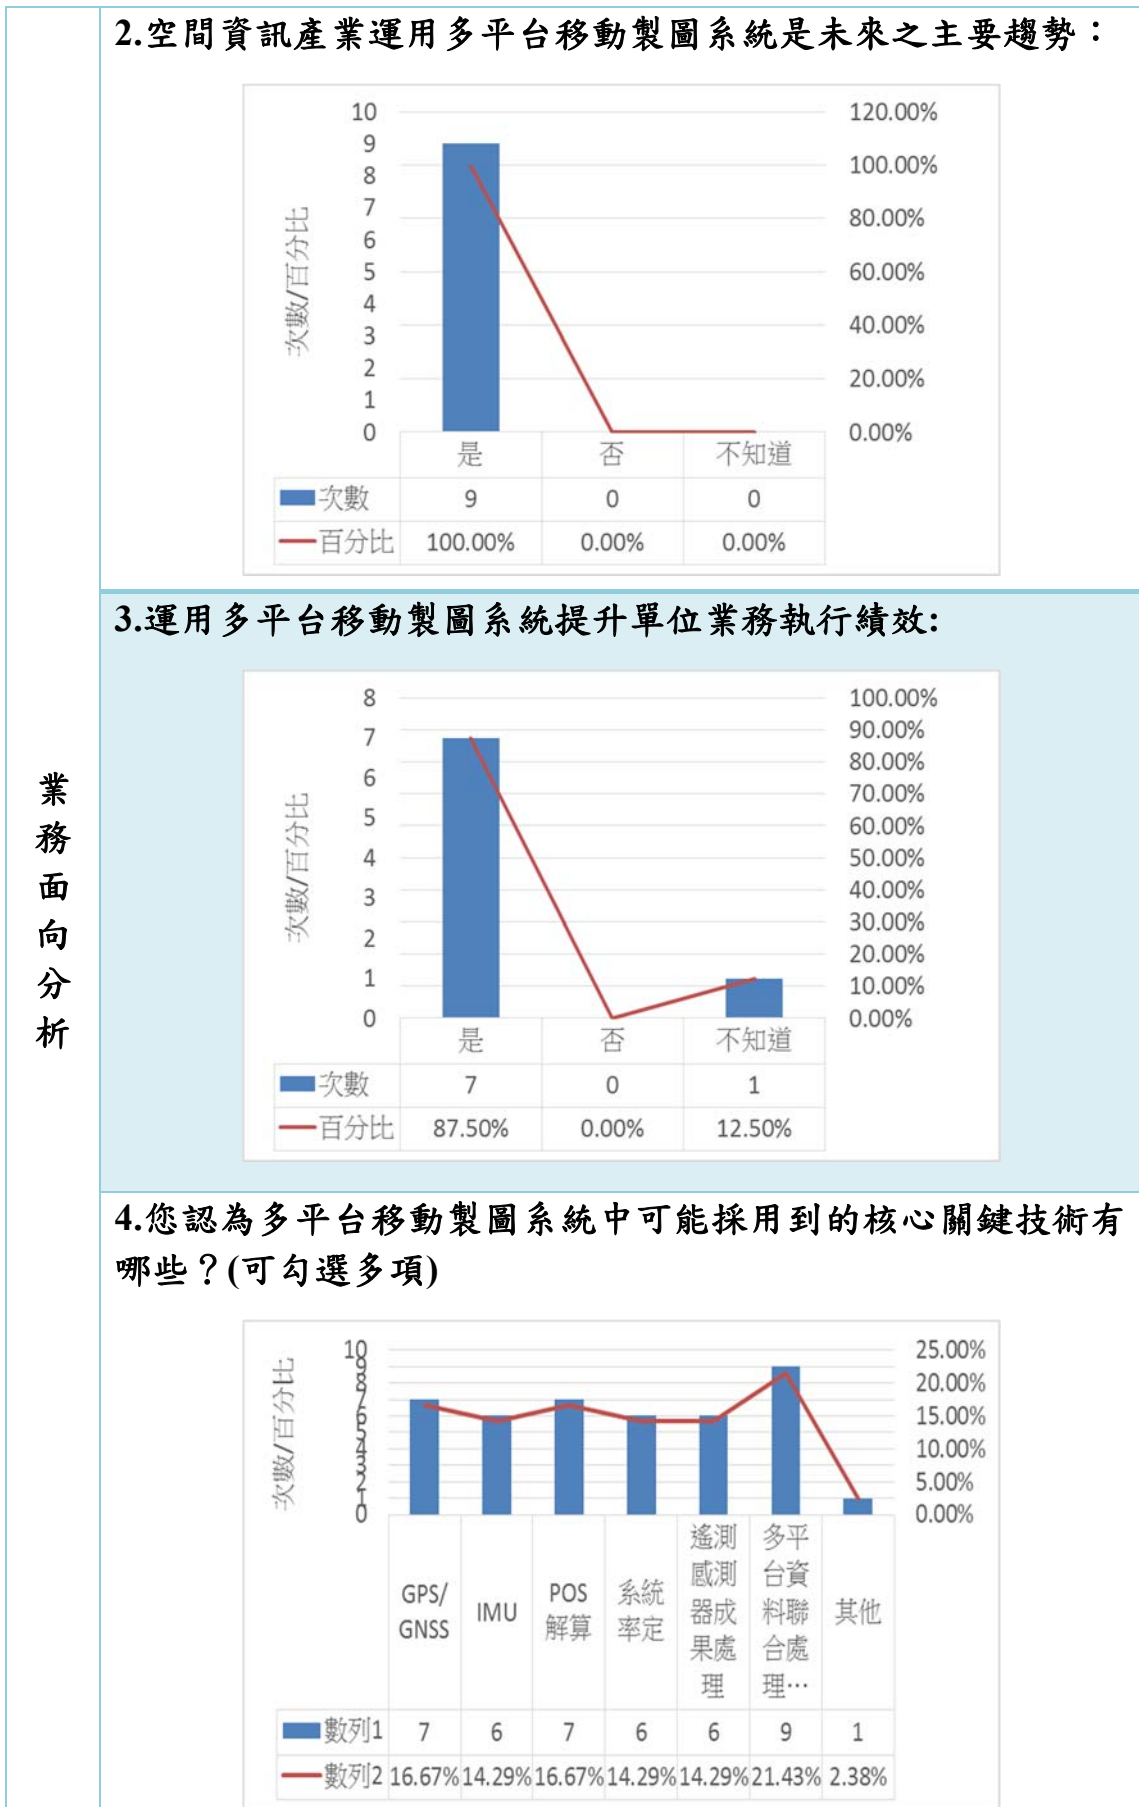 業務面向分析
2.空間資訊產業運用多平台移動製圖系統是未來之主要趨勢：
次數/百分比
10
9
8
7
6
5
4
3
2
1
0
120.00%
100.00%
80.00%
60.00%
40.00%
20.00%
0.00%
是 否 不知道
次數 9 0 0
百分比 100.00% 0.00% 0.00%
3.運用多平台移動製圖系統提升單位業務執行績效:
次數/百分比
8
7
6
5
4
3
2
1
0
100.00%
90.00%
80.00%
70.00%
60.00%
50.00%
40.00%
30.00%
20.00%
10.00%
0.00%
是 否 不知道
次數 7 0 1
百分比 87.50% 0.00% 12.50%
4.您認為多平台移動製圖系統中可能採用到的核心關鍵技術有
哪些？(可勾選多項)
次數/百分比
10
9
8
7
6
5
4
3
2
1
0
25.00%
20.00%
15.00%
10.00%
5.00%
0.00%
GPS/
GNSS
IMU
POS
解算
系統
率定
遙測
感測
器成
果處
理
多平
台資
料聯
合處
理…
其他
數列1 7 6 7 6 6 9 1
數列2 16.67% 14.29% 16.67% 14.29% 14.29% 21.43% 2.38%